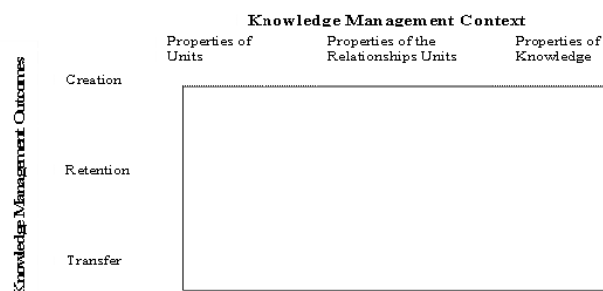 Knowledge Management Context
Properties of Units
Properties of the Relationships Units
Properties of Knowledge
Knowledge Management Outcomes
Creation
Retention
Transfer